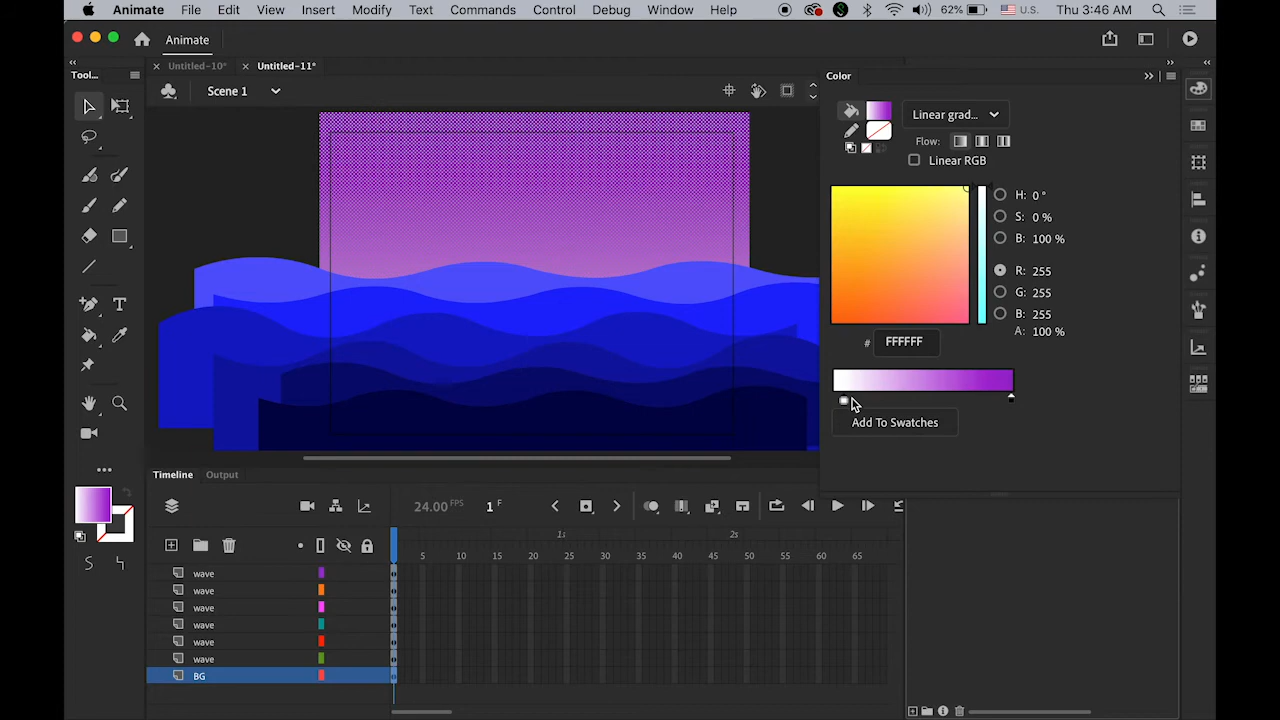 Animate File Edit View Insert Modify Text Commands Control Debug Window Help 62% U.S. Thu 3:46 AM
Animate
Tool... × Untitled-10* × Untitled-11* Color
Scene 1
Linear grad...
Flow:
Linear RGB
H: 0 °
S: 0 %
B: 100 %
R: 255
G: 255
B: 255
A: 100 %
# FFFFFF
Add To Swatches
Timeline Output
24.00 FPS 1 F
1s 2s
5 10 15 20 25 30 35 40 45 50 55 60 65
wave
wave
wave
wave
wave
wave
BG